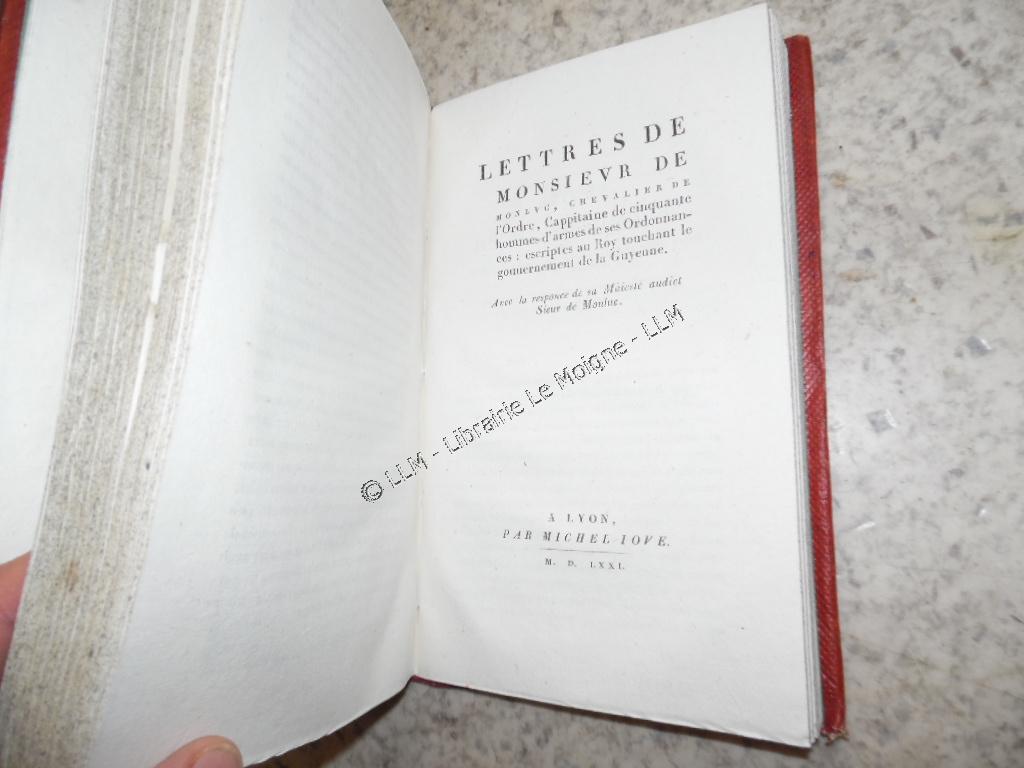 LETTRES DE
MONSIEVR DE
MONLVC, CHEVALIER DE
l'Ordre, Cappitaine de cinquante
hommes d'armes de ses Ordonnan-
ces : escriptes au Roy touchant le
gouuernement de la Guyenne.
Avec la responce de sa Maiesté audict
Sieur de Monluc.
© LLM - Librairie Le Moigne - LLM
A LYON,
PAR MICHEL IOVE.
M. D. LXXI.